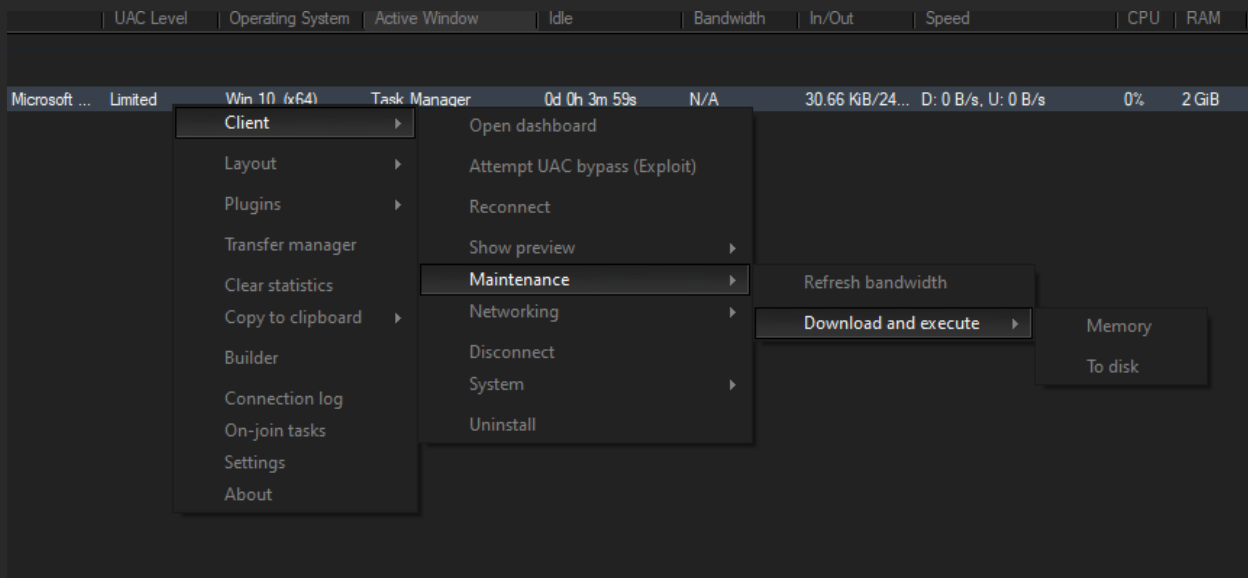 UAC Level Operating System Active Window Idle Bandwidth In/Out Speed CPU RAM
Microsoft ... Limited Win 10 (x64) Task Manager 0d 0h 3m 59s N/A 30.66 KiB/24... D: 0 B/s, U: 0 B/s 0% 2 GiB
Client
Layout
Plugins
Transfer manager
Clear statistics
Copy to clipboard
Builder
Connection log
On-join tasks
Settings
About
Open dashboard
Attempt UAC bypass (Exploit)
Reconnect
Show preview
Maintenance
Networking
Disconnect
System
Uninstall
Refresh bandwidth
Download and execute
Memory
To disk